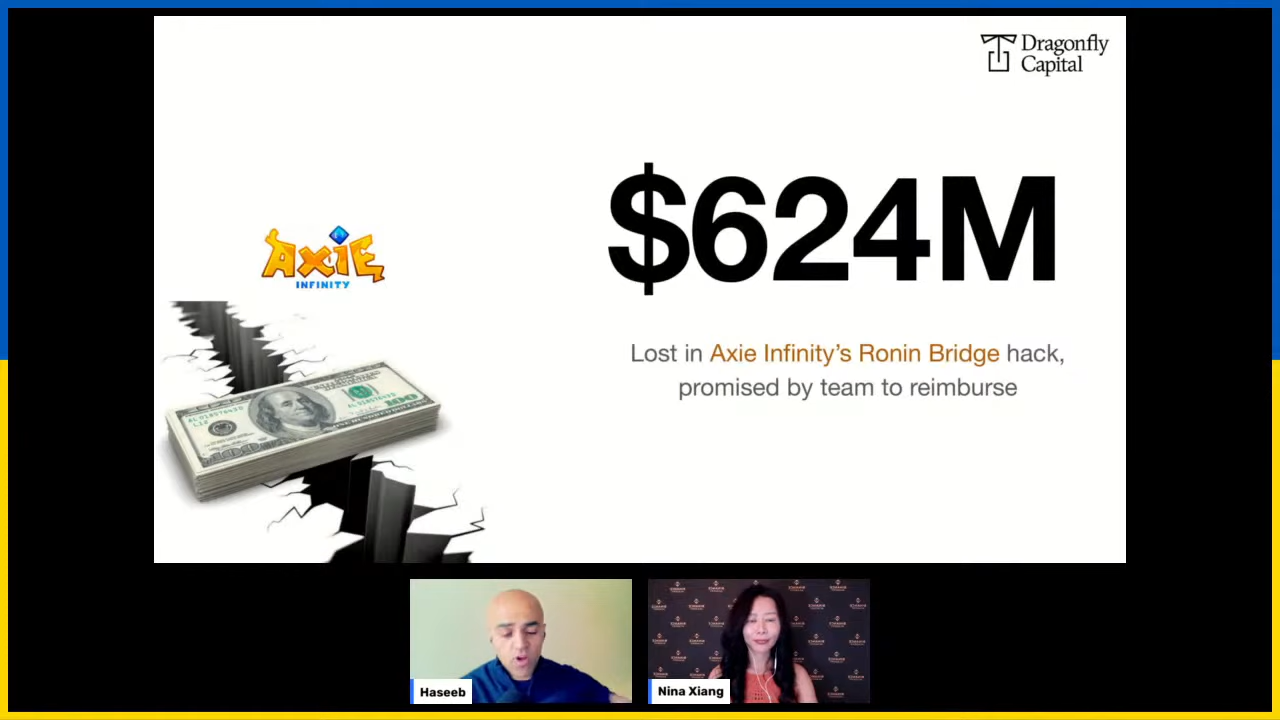 Dragonfly
Capital
$624M
AXIE
INFINITY
Lost in Axie Infinity’s Ronin Bridge hack,
promised by team to reimburse
100
Haseeb
Nina Xiang